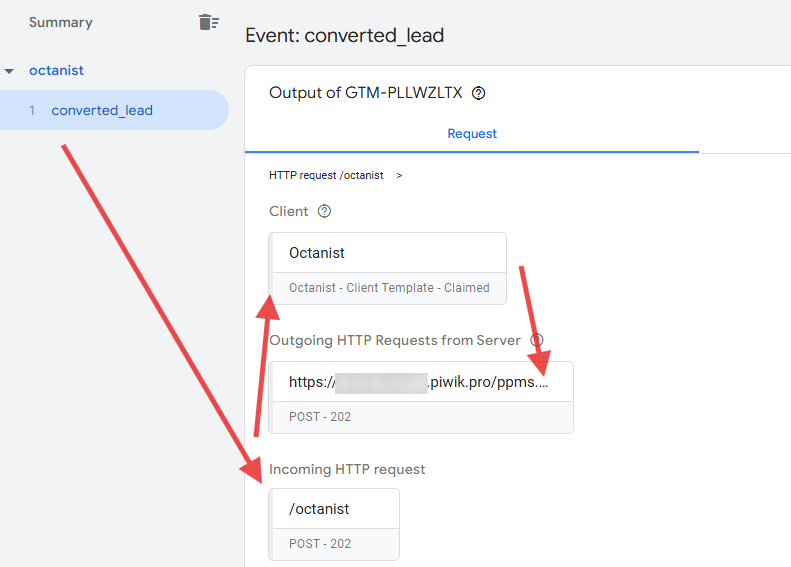 Summary
octanist
1 converted_lead
Event: converted_lead
Output of GTM-PLLWZLTX
Request
HTTP request /octanist >
Client
Octanist
Octanist - Client Template - Claimed
Outgoing HTTP Requests from Server
https:// .piwik.pro/ppms....
POST - 202
Incoming HTTP request
/octanist
POST - 202